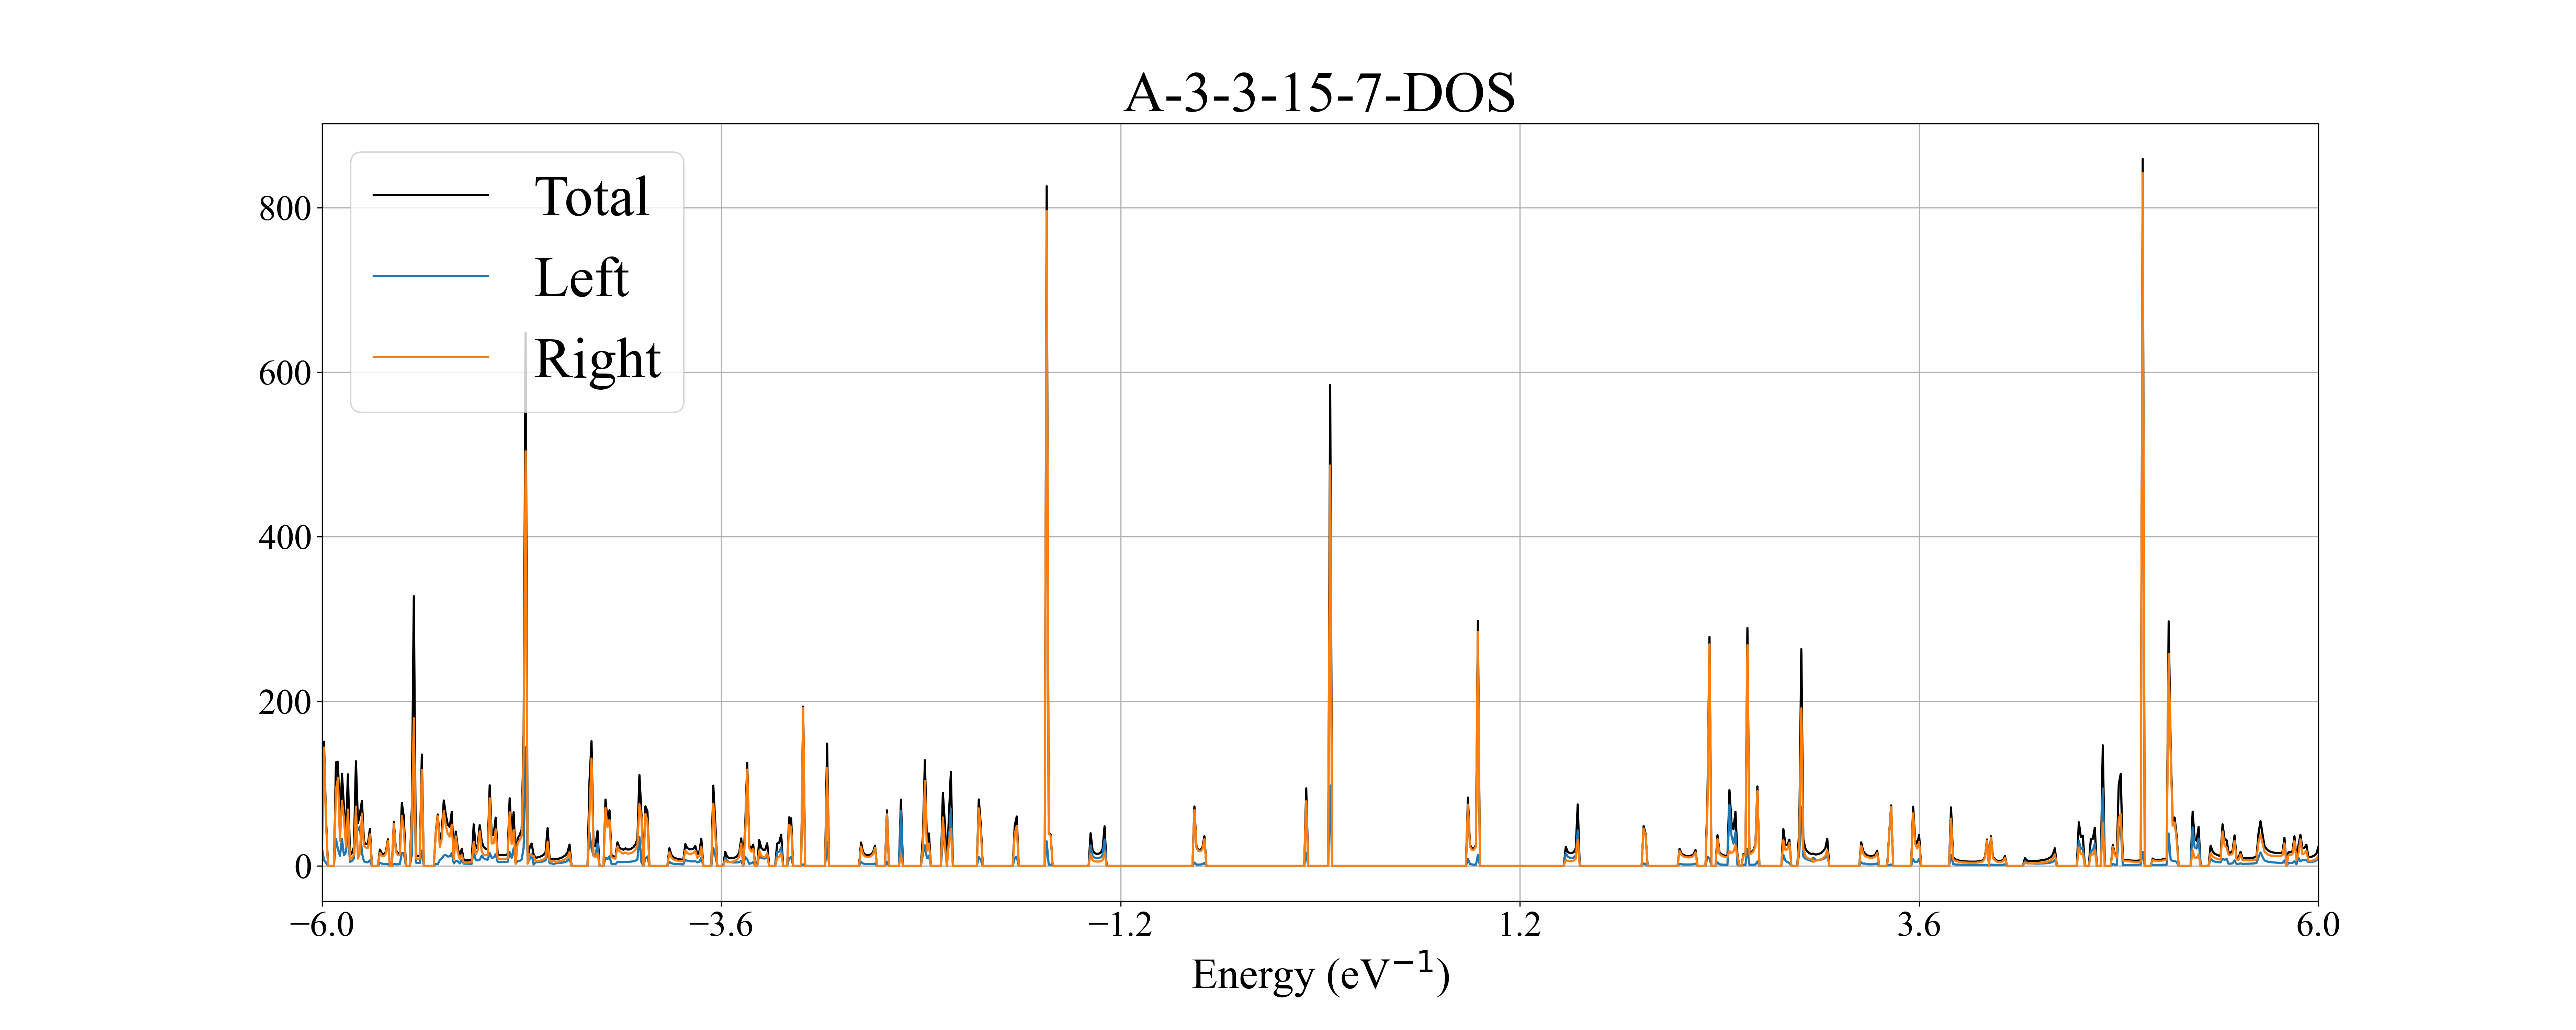 A-3-3-15-7-DOS
Total
Left
Right
800
600
400
200
0
−6.0 −3.6 −1.2 1.2 3.6 6.0
Energy (eV⁻¹)